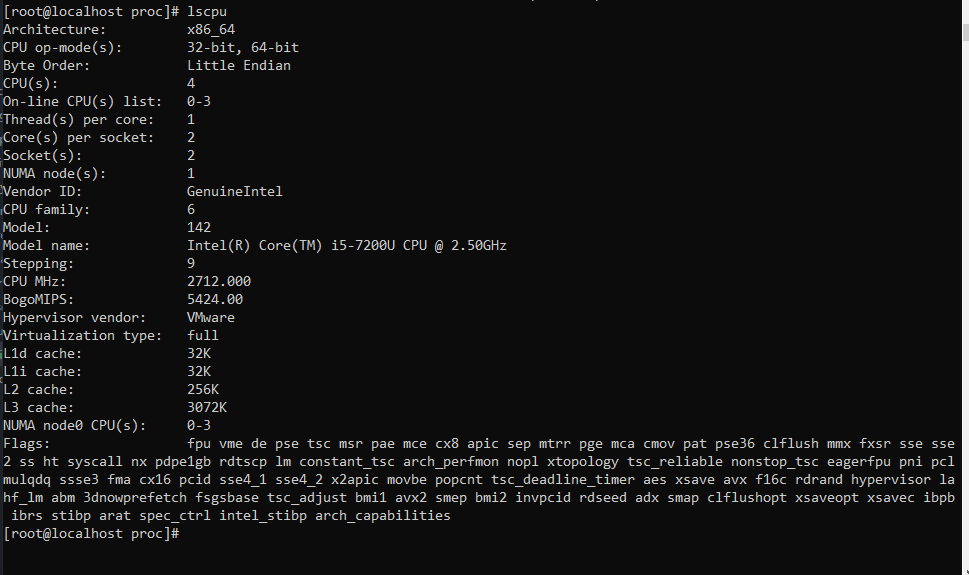 [root@localhost proc]# lscpu
Architecture:          x86_64
CPU op-mode(s):        32-bit, 64-bit
Byte Order:            Little Endian
CPU(s):                4
On-line CPU(s) list:   0-3
Thread(s) per core:    1
Core(s) per socket:    2
Socket(s):             2
NUMA node(s):          1
Vendor ID:             GenuineIntel
CPU family:            6
Model:                 142
Model name:            Intel(R) Core(TM) i5-7200U CPU @ 2.50GHz
Stepping:              9
CPU MHz:               2712.000
BogoMIPS:              5424.00
Hypervisor vendor:     VMware
Virtualization type:   full
L1d cache:             32K
L1i cache:             32K
L2 cache:              256K
L3 cache:              3072K
NUMA node0 CPU(s):     0-3
Flags:                 fpu vme de pse tsc msr pae mce cx8 apic sep mtrr pge mca cmov pat pse36 clflush mmx fxsr sse sse
2 ss ht syscall nx pdpe1gb rdtscp lm constant_tsc arch_perfmon nopl xtopology tsc_reliable nonstop_tsc eagerfpu pni pcl
mulqdq ssse3 fma cx16 pcid sse4_1 sse4_2 x2apic movbe popcnt tsc_deadline_timer aes xsave avx f16c rdrand hypervisor la
hf_lm abm 3dnowprefetch fsgsbase tsc_adjust bmi1 avx2 smep bmi2 invpcid rdseed adx smap clflushopt xsaveopt xsavec ibpb
 ibrs stibp arat spec_ctrl intel_stibp arch_capabilities
[root@localhost proc]#